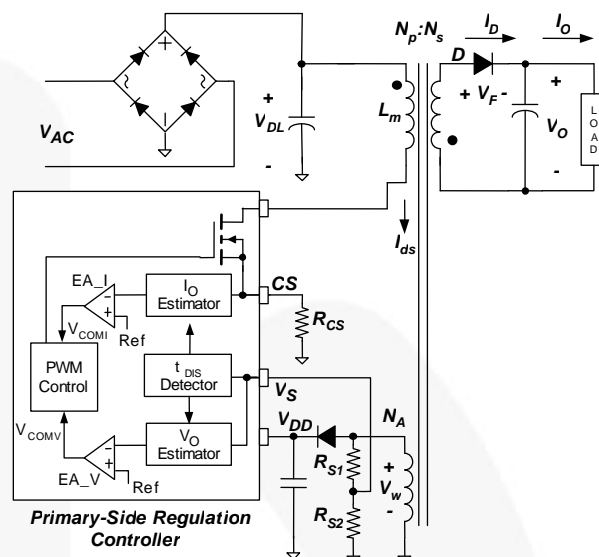 Np:Ns
ID
IO
D
+ VF -
+
VDL
-
Lm
+
VO
-
LOAD
VAC
Ids
EA_I
IO
Estimator
CS
RCS
VCOMI
Ref
PWM
Control
tDIS
Detector
VS
VDD
NA
VCOMV
VO
Estimator
RS1
+
Vw
-
EA_V
Ref
RS2
Primary-Side Regulation
Controller